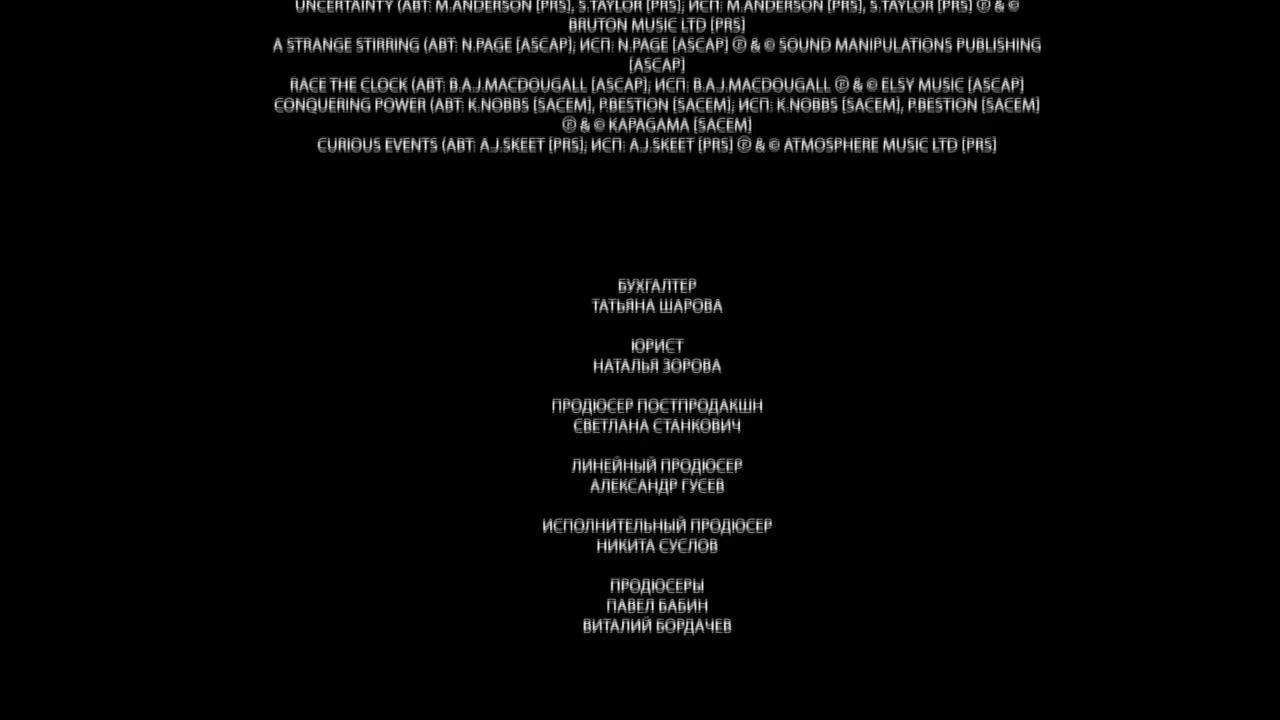 UNCERTAINTY (АВТ: M.ANDERSON [PRS], S.TAYLOR [PRS]; ИСП: M.ANDERSON [PRS], S.TAYLOR [PRS] Ⓟ & ©
BRUTON MUSIC LTD [PRS]
A STRANGE STIRRING (АВТ: N.PAGE [ASCAP]; ИСП: N.PAGE [ASCAP] Ⓟ & © SOUND MANIPULATIONS PUBLISHING
[ASCAP]
RACE THE CLOCK (АВТ: B.A.J.MACDOUGALL [ASCAP]; ИСП: B.A.J.MACDOUGALL Ⓟ & © ELSY MUSIC [ASCAP]
CONQUERING POWER (АВТ: K.NOBBS [SACEM], P.BESTION [SACEM]; ИСП: K.NOBBS [SACEM], P.BESTION [SACEM]
Ⓟ & © KAPAGAMA [SACEM]
CURIOUS EVENTS (АВТ: A.J.SKEET [PRS]; ИСП: A.J.SKEET [PRS] Ⓟ & © ATMOSPHERE MUSIC LTD [PRS]
БУХГАЛТЕР
ТАТЬЯНА ШАРОВА
ЮРИСТ
НАТАЛЬЯ ЗОРОВА
ПРОДЮСЕР ПОСТПРОДАКШН
СВЕТЛАНА СТАНКОВИЧ
ЛИНЕЙНЫЙ ПРОДЮСЕР
АЛЕКСАНДР ГУСЕВ
ИСПОЛНИТЕЛЬНЫЙ ПРОДЮСЕР
НИКИТА СУСЛОВ
ПРОДЮСЕРЫ
ПАВЕЛ БАБИН
ВИТАЛИЙ БОРДАЧЕВ